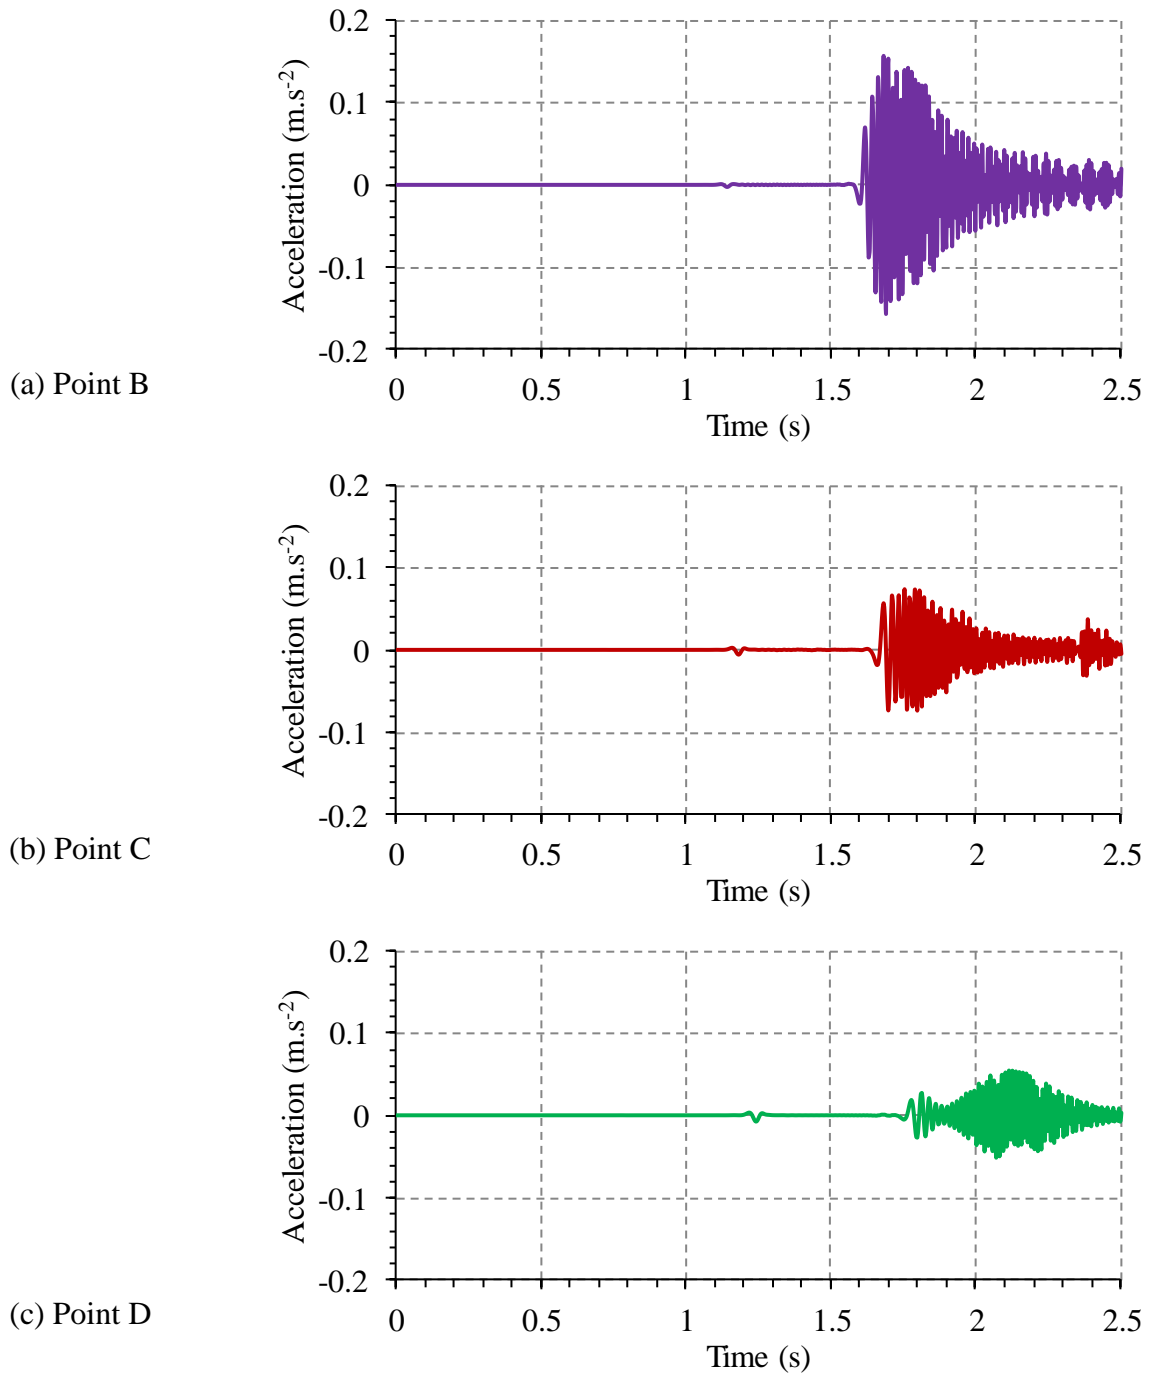 0.2
0.1
0
-0.1
-0.2
Acceleration (m.s-2)
0 0.5 1 1.5 2 2.5
Time (s)
(a) Point B
0.2
0.1
0
-0.1
-0.2
Acceleration (m.s-2)
0 0.5 1 1.5 2 2.5
Time (s)
(b) Point C
0.2
0.1
0
-0.1
-0.2
Acceleration (m.s-2)
0 0.5 1 1.5 2 2.5
Time (s)
(c) Point D